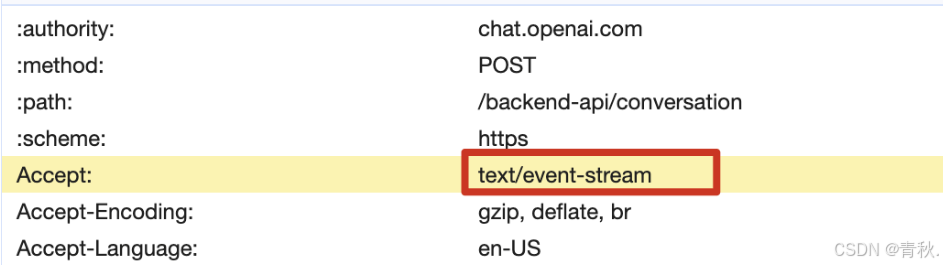 :authority: chat.openai.com
:method: POST
:path: /backend-api/conversation
:scheme: https
Accept: text/event-stream
Accept-Encoding: gzip, deflate, br
Accept-Language: en-US
CSDN @青秋.